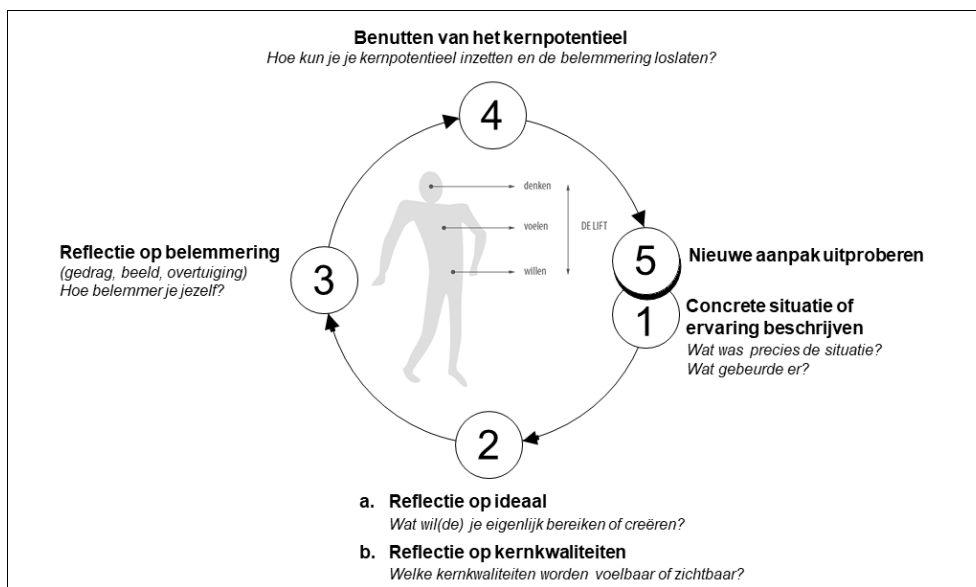 Benutten van het kernpotentieel
Hoe kun je je kernpotentieel inzetten en de belemmering loslaten?
4
denken
voelen
DE LIFT
willen
Reflectie op belemmering
(gedrag, beeld, overtuiging)
Hoe belemmer je jezelf?
3
5
Nieuwe aanpak uitproberen
1
Concrete situatie of
ervaring beschrijven
Wat was precies de situatie?
Wat gebeurde er?
2
a. Reflectie op ideaal
Wat wil(de) je eigenlijk bereiken of creëren?
b. Reflectie op kernkwaliteiten
Welke kernkwaliteiten worden voelbaar of zichtbaar?